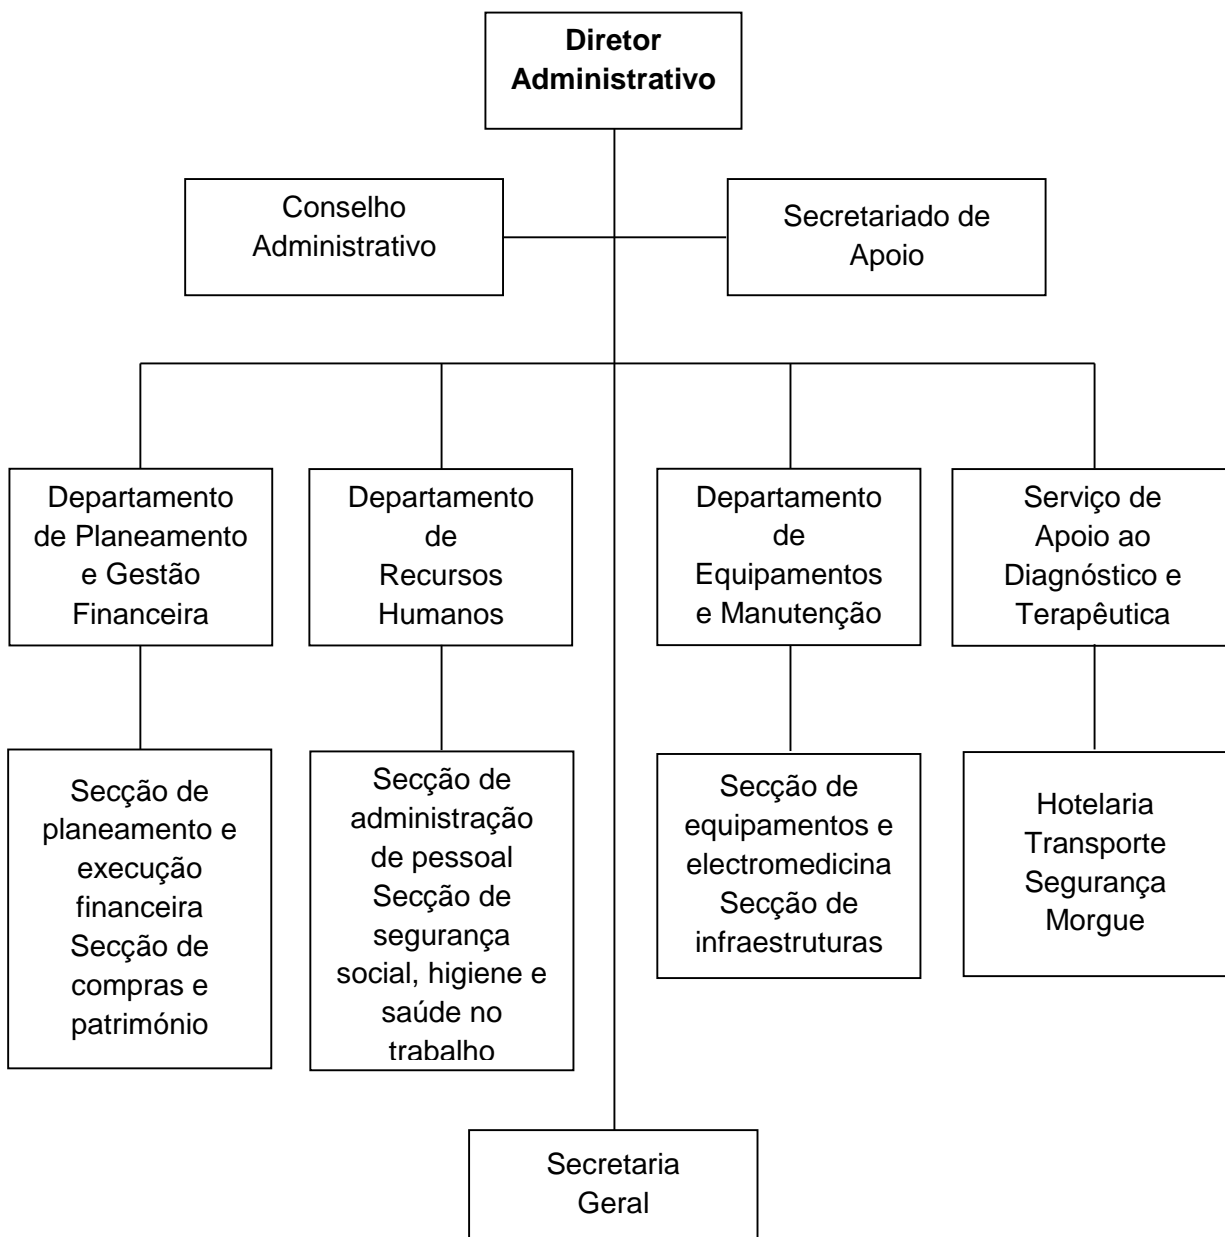 Diretor
Administrativo
Conselho
Administrativo
Secretariado de
Apoio
Departamento
de Planeamento
e Gestão
Financeira
Departamento
de
Recursos
Humanos
Departamento
de
Equipamentos
e Manutenção
Serviço de
Apoio ao
Diagnóstico e
Terapêutica
Secção de
planeamento e
execução
financeira
Secção de
compras e
património
Secção de
administração
de pessoal
Secção de
segurança
social, higiene e
saúde no
trabalho
Secção de
equipamentos e
electromedicina
Secção de
infraestruturas
Hotelaria
Transporte
Segurança
Morgue
Secretaria
Geral